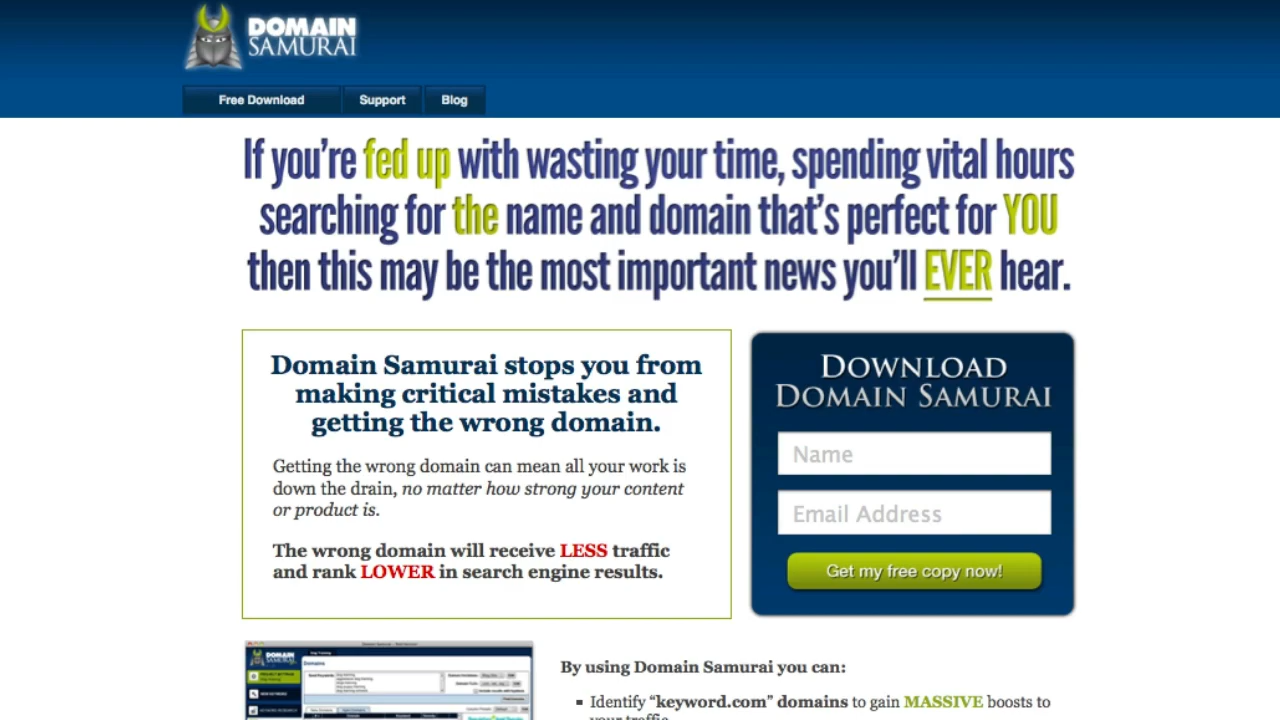 DOMAIN
SAMURAI
Free Download Support Blog
If you're fed up with wasting your time, spending vital hours
searching for the name and domain that's perfect for YOU
then this may be the most important news you'll EVER hear.
Domain Samurai stops you from
making critical mistakes and
getting the wrong domain.
Getting the wrong domain can mean all your work is
down the drain, no matter how strong your content
or product is.
The wrong domain will receive LESS traffic
and rank LOWER in search engine results.
DOWNLOAD
DOMAIN SAMURAI
Name
Email Address
Get my free copy now!
DOMAIN
SAMURAI
Domains
By using Domain Samurai you can:
▪ Identify “keyword.com” domains to gain MASSIVE boosts to
your traffic